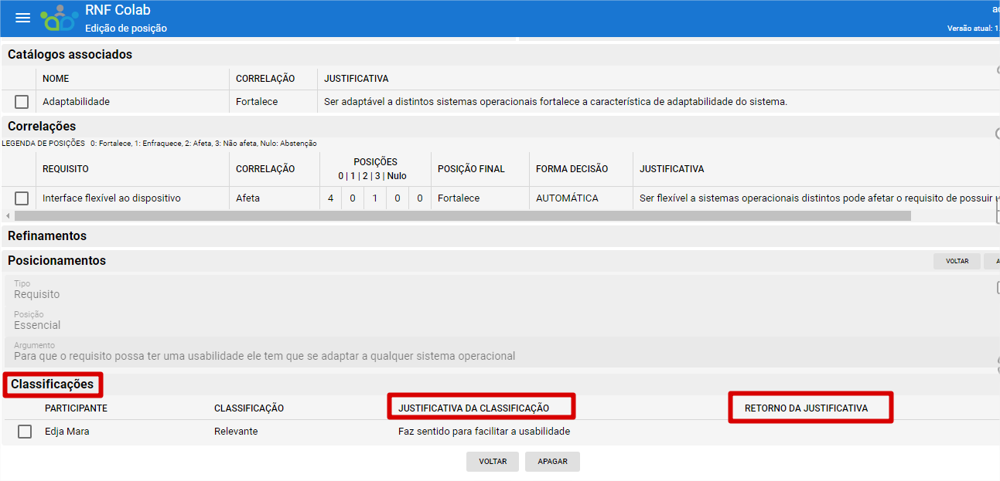 RNF Colab
Edição de posição
Versão atual: 1.
Catálogos associados
NOME CORRELAÇÃO JUSTIFICATIVA
Adaptabilidade Fortalece Ser adaptável a distintos sistemas operacionais fortalece a característica de adaptabilidade do sistema.
Correlações
LEGENDA DE POSIÇÕES 0: Fortalece, 1: Enfraquece, 2: Afeta, 3: Não afeta, Nulo: Abstenção
REQUISITO CORRELAÇÃO POSIÇÕES POSIÇÃO FINAL FORMA DECISÃO JUSTIFICATIVA
0 | 1 | 2 | 3 | Nulo
Interface flexível ao dispositivo Afeta 4 0 1 0 0 Fortalece AUTOMÁTICA Ser flexível a sistemas operacionais distintos pode afetar o requisito de possuir
Refinamentos
Posicionamentos VOLTAR
Tipo
Requisito
Posição
Essencial
Argumento
Para que o requisito possa ter uma usabilidade ele tem que se adaptar a qualquer sistema operacional
Classificações
PARTICIPANTE CLASSIFICAÇÃO JUSTIFICATIVA DA CLASSIFICAÇÃO RETORNO DA JUSTIFICATIVA
Edja Mara Relevante Faz sentido para facilitar a usabilidade
VOLTAR APAGAR